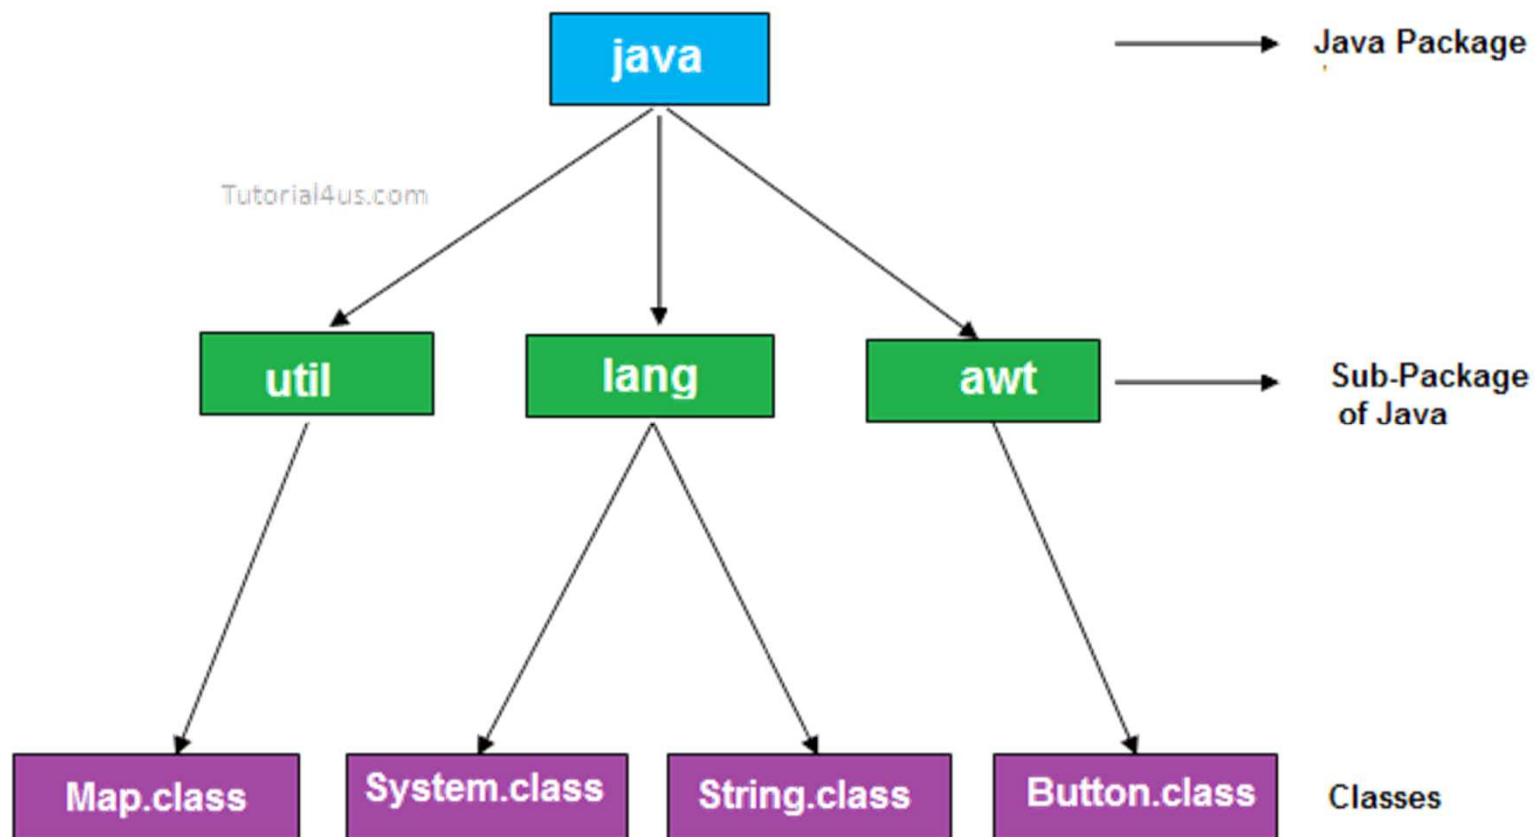 java
Java Package
Tutorial4us.com
util
lang
awt
Sub-Package
of Java
Map.class
System.class
String.class
Button.class
Classes